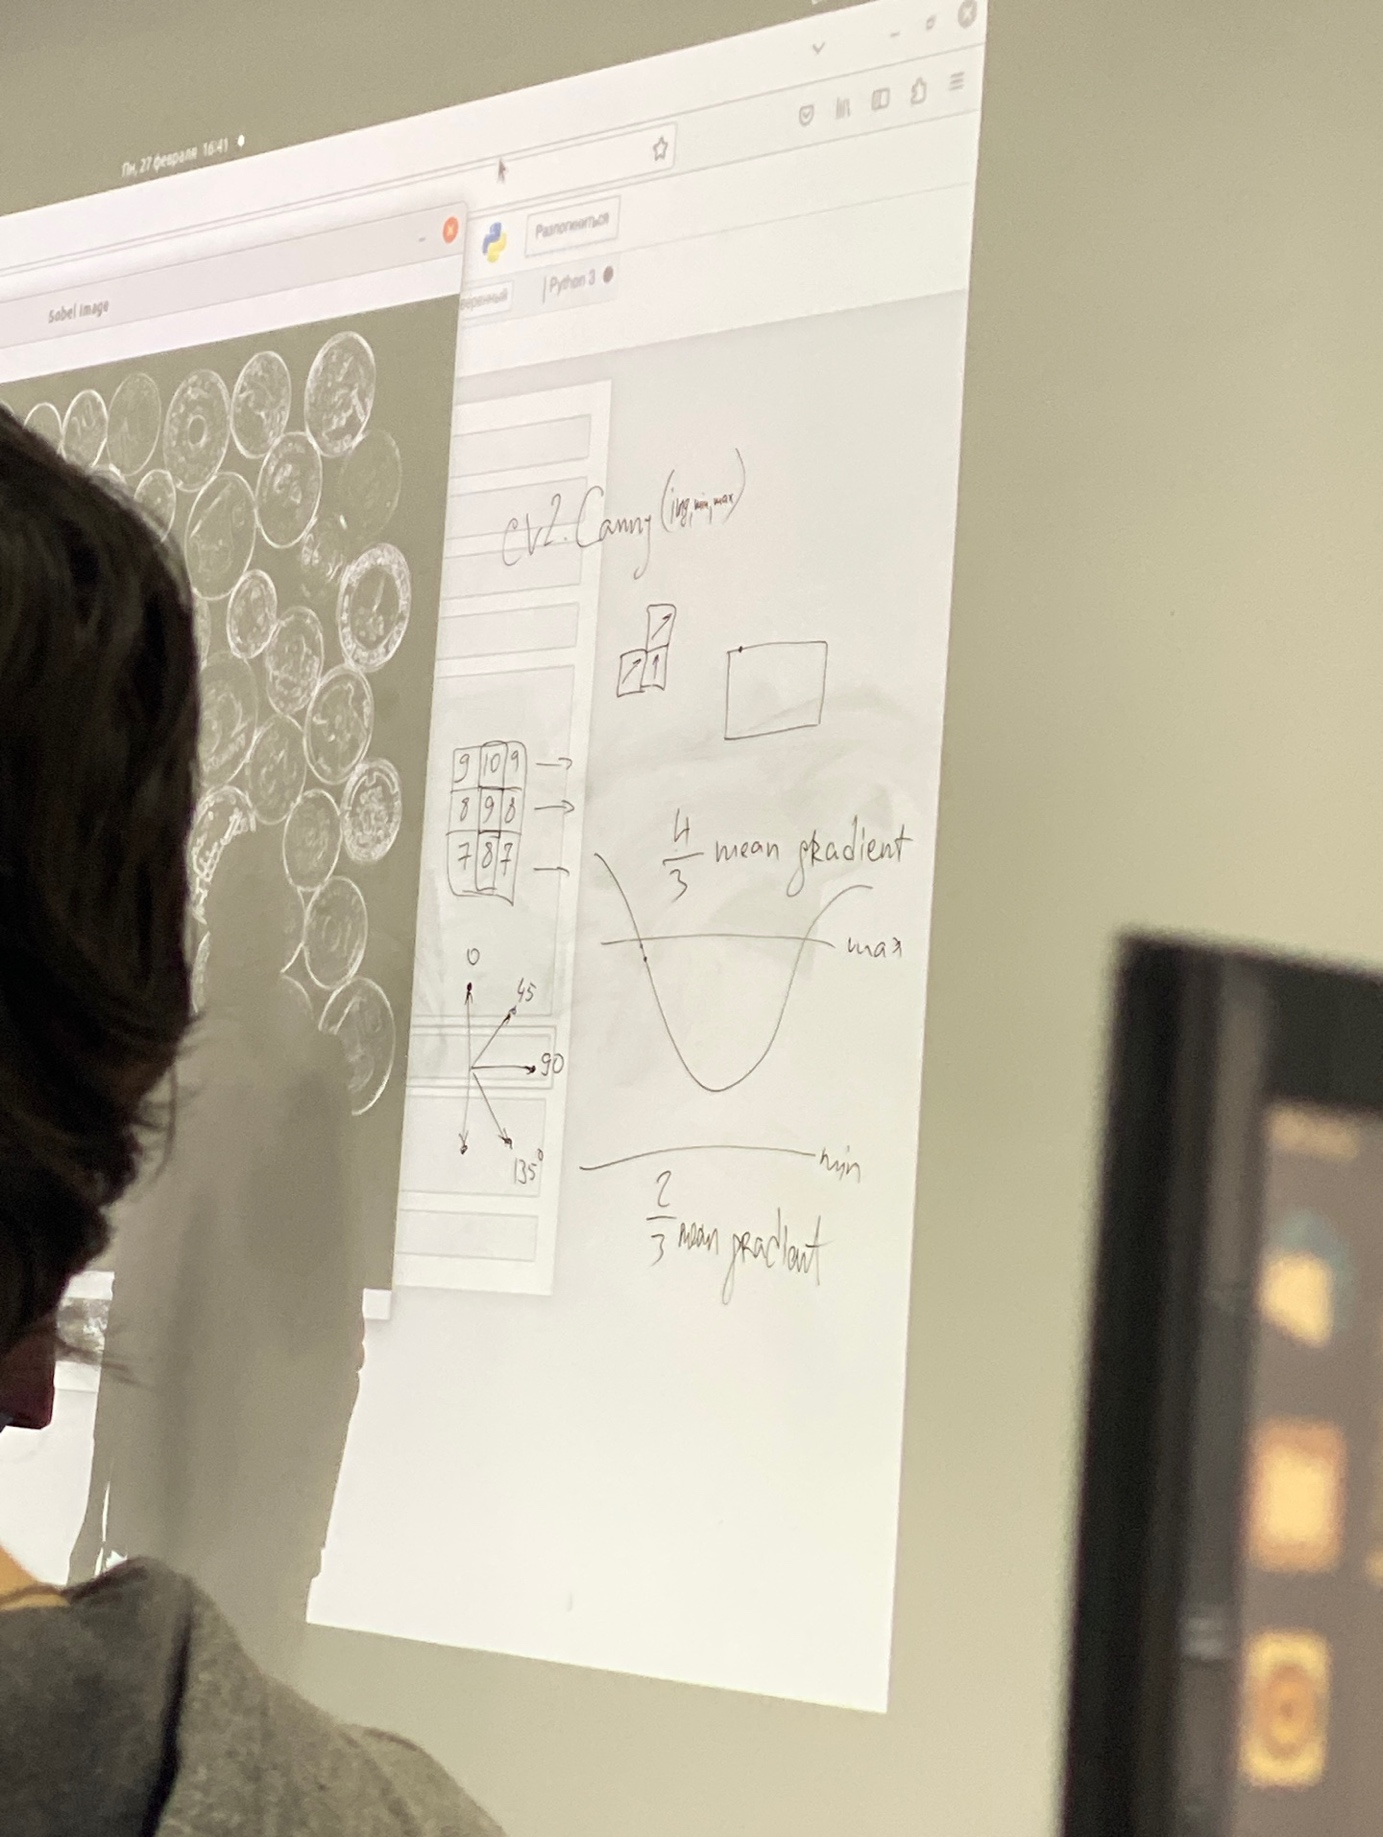 Пн, 27 февраля 16:41
Разлогиниться
Python 3
Sobel Image
cv2.Canny(img, min, max)
9 10 9
8 9 8
7 8 7
4/3 mean gradient
max
0
45
90
135°
min
2/3 mean gradient